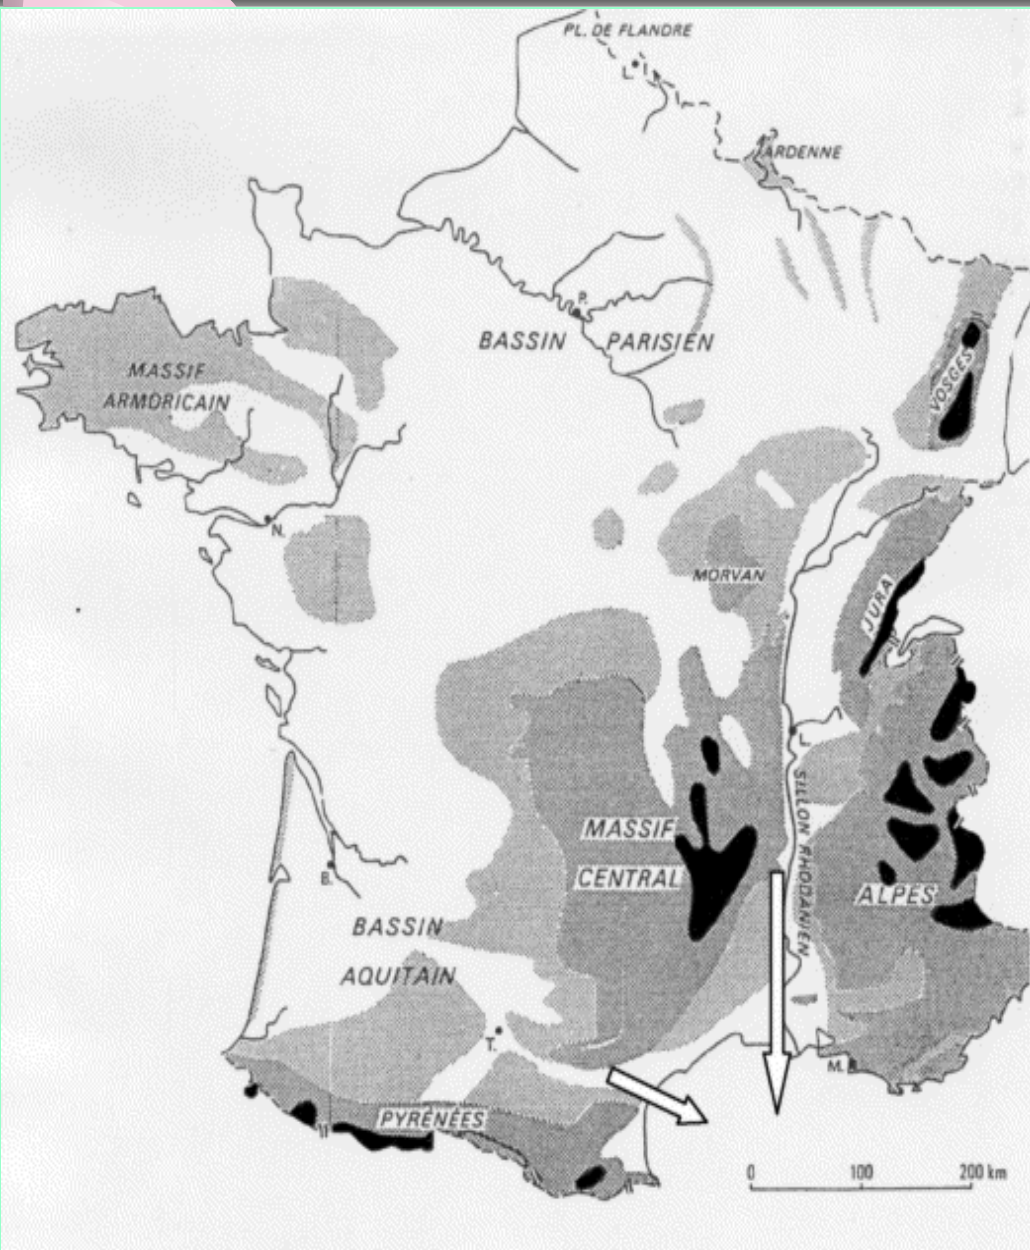 PL. DE FLANDRE
L.
ARDENNE
P.
BASSIN PARISIEN
VOSGES
MASSIF
ARMORICAIN
N.
MORVAN
JURA
L.
SILLON RHODANIEN
MASSIF
CENTRAL
ALPES
B.
BASSIN
AQUITAIN
T.
M.
PYRÉNÉES
0 100 200 km